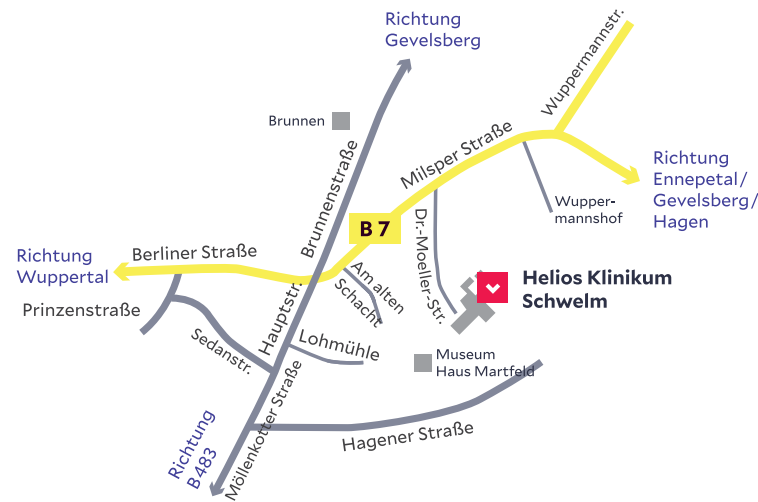 Richtung
Gevelsberg
Wuppermannstr.
Brunnen
Milsper Straße
Brunnenstraße
Richtung
Ennepetal/
Gevelsberg/
Hagen
Wupper-
mannshof
B 7
Dr.-Moeller-Str.
Berliner Straße
Richtung
Wuppertal
Am alten
Schacht
Helios Klinikum
Schwelm
Prinzenstraße
Hauptstr.
Sedanstr.
Lohmühle
Museum
Haus Martfeld
Möllenkotter Straße
Hagener Straße
Richtung
B 483